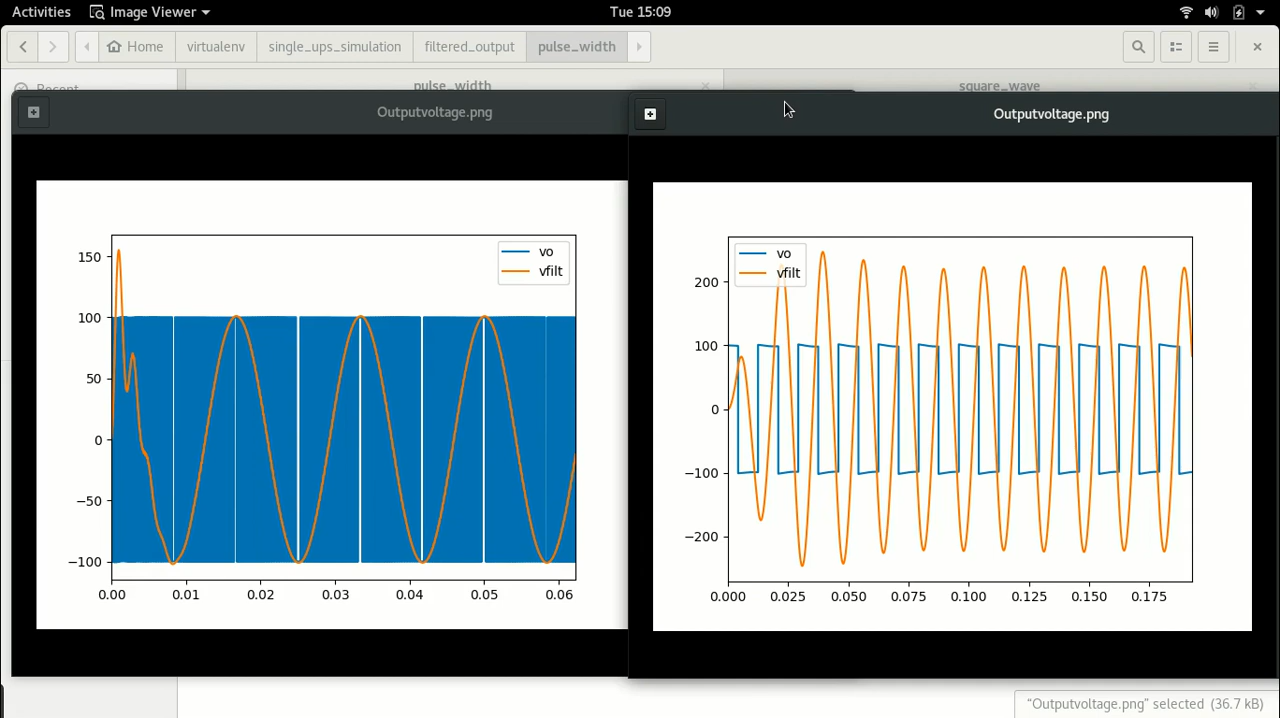 Activities Image Viewer Tue 15:09
Home virtualenv single_ups_simulation filtered_output pulse_width
Recent pulse_width square_wave
Outputvoltage.png
vo
vfilt
150
100
50
0
−50
−100
0.00 0.01 0.02 0.03 0.04 0.05 0.06
Outputvoltage.png
vo
vfilt
200
100
0
−100
−200
0.000 0.025 0.050 0.075 0.100 0.125 0.150 0.175
“Outputvoltage.png” selected (36.7 kB)